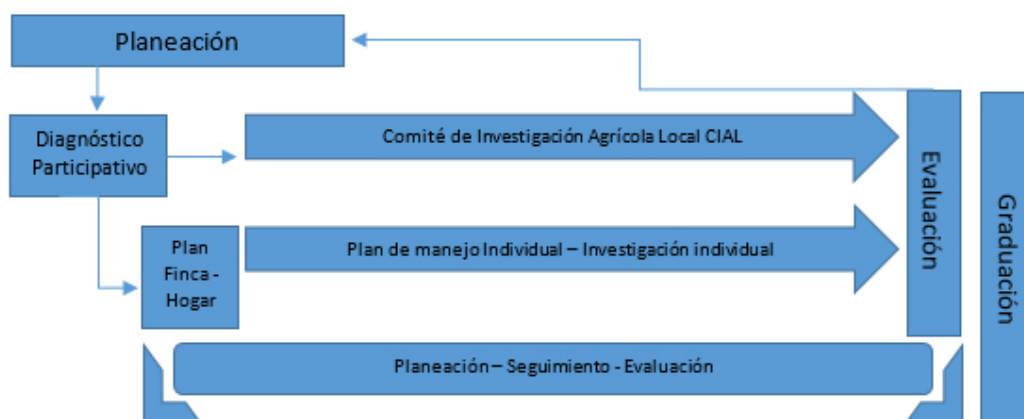 Planeación
Diagnóstico
Participativo
Comité de Investigación Agrícola Local CIAL
Plan
Finca -
Hogar
Plan de manejo Individual – Investigación individual
Evaluación
Graduación
Planeación – Seguimiento - Evaluación